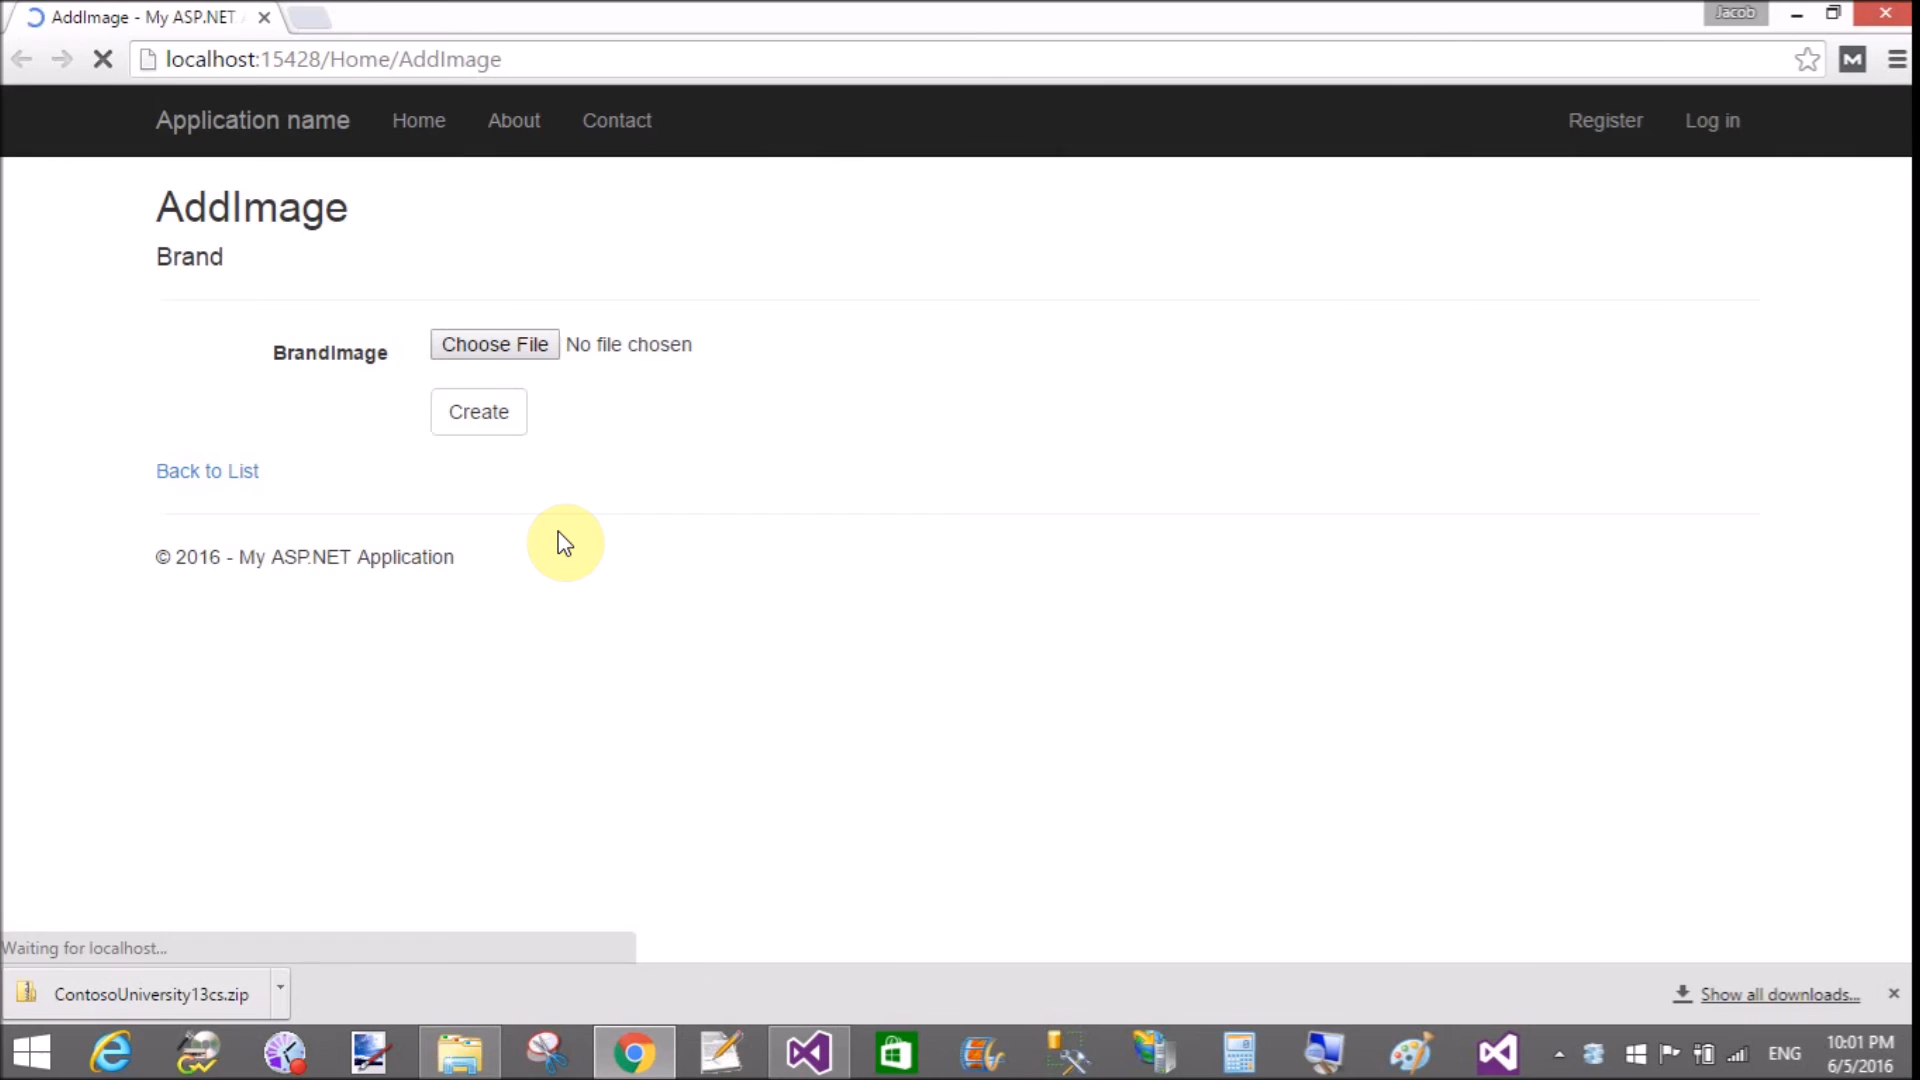 AddImage - My ASP.NET
Jacob
localhost:15428/Home/AddImage
Application name Home About Contact Register Log in
AddImage
Brand
BrandImage Choose File No file chosen
Create
Back to List
© 2016 - My ASP.NET Application
Waiting for localhost...
ContosoUniversity13cs.zip Show all downloads...
ENG 10:01 PM
6/5/2016